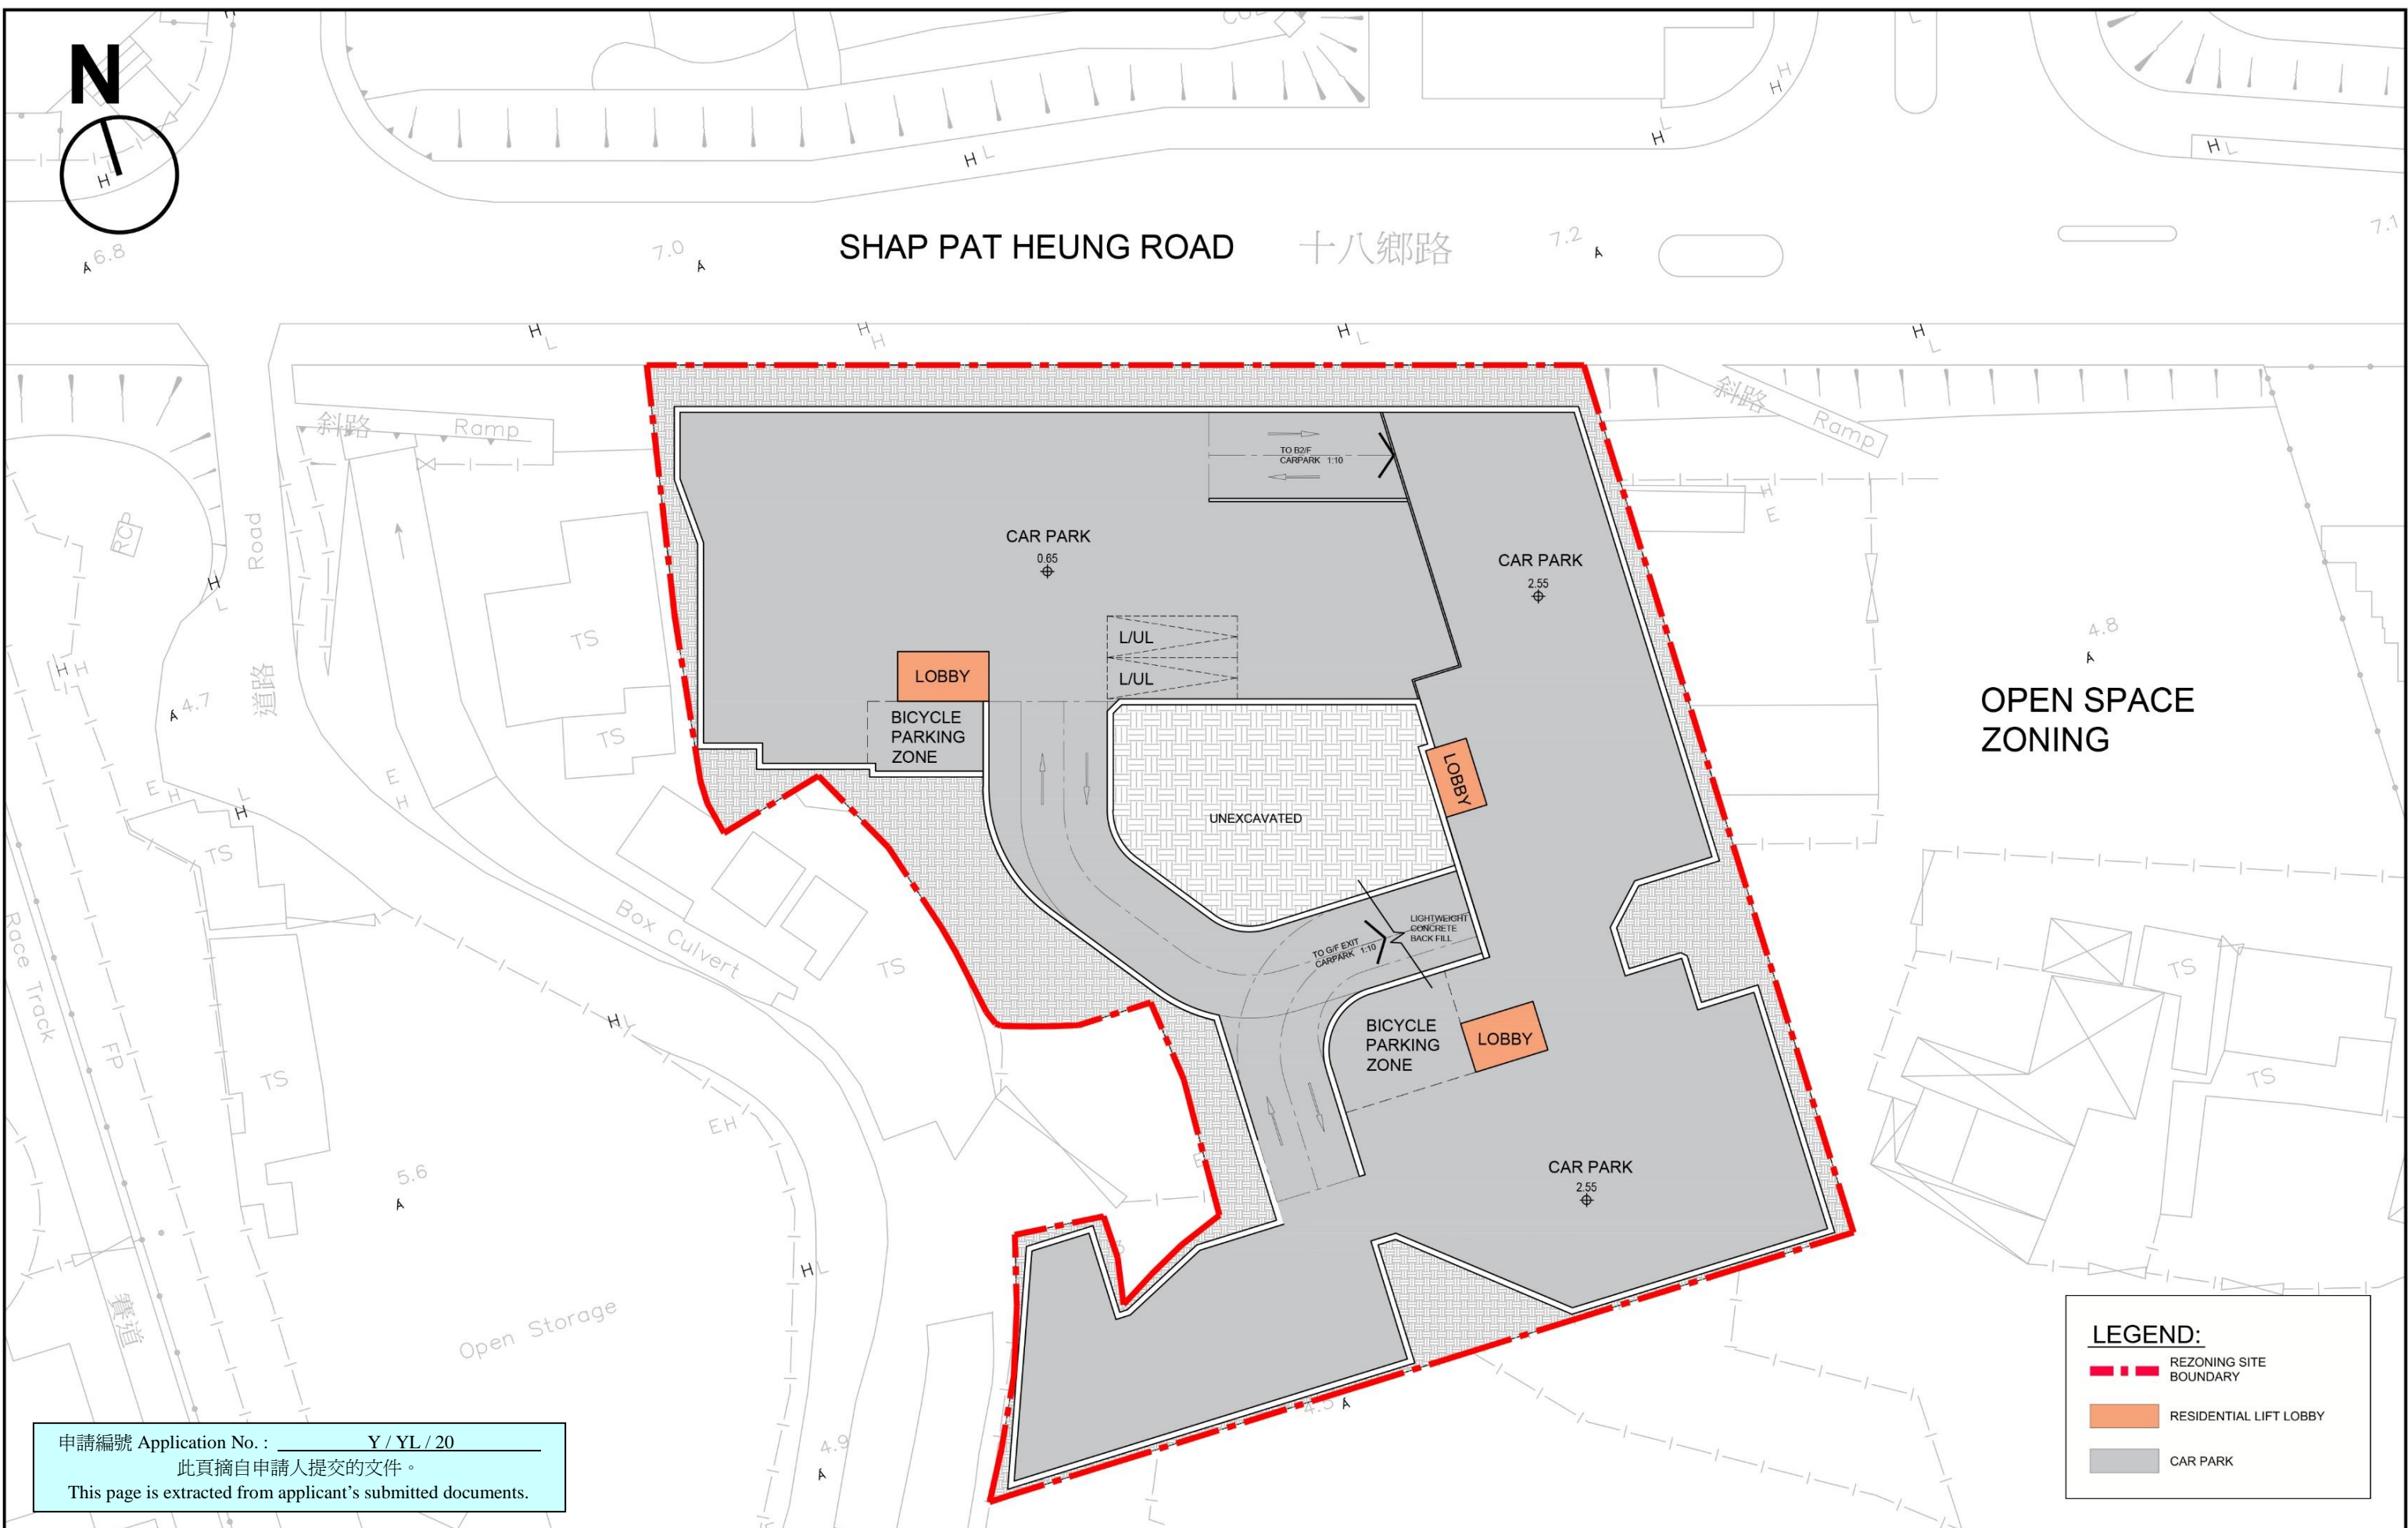 N
6.8
7.0
SHAP PAT HEUNG ROAD 十八鄉路
7.2
7.1
H L
H L
H L
H H
H L
H H
H L
H L
斜路 Ramp
斜路 Ramp
TO B2/F
CARPARK 1:10
RCP
Road
道路
H L
H E
CAR PARK
0.65
CAR PARK
2.55
TS
TS
L/UL
L/UL
LOBBY
BICYCLE
PARKING
ZONE
4.7
H H
4.8
OPEN SPACE
ZONING
LOBBY
UNEXCAVATED
E H
E H
H L
TS
Box Culvert
TS
LIGHTWEIGHT
CONCRETE
BACK FILL
TO G/F EXIT
CARPARK 1:10
Race Track
賽道
FP
TS
TS
TS
H L
BICYCLE
PARKING
ZONE
LOBBY
EH
5.6
CAR PARK
2.55
H L
Open Storage
4.9
4.5
LEGEND:
REZONING SITE
BOUNDARY
RESIDENTIAL LIFT LOBBY
CAR PARK
申請編號 Application No. : Y / YL / 20
此頁摘自申請人提交的文件。
This page is extracted from applicant's submitted documents.